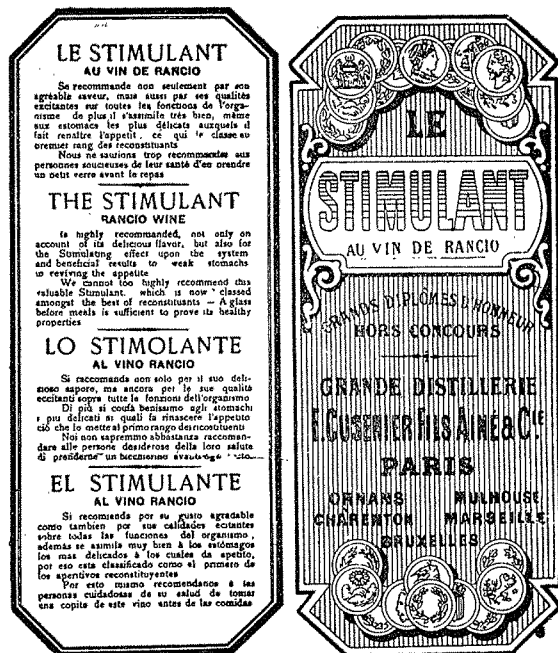 LE STIMULANT
AU VIN DE RANCIO
Se recommande non seulement par son
agréable saveur, mais aussi par ses qualités
excitantes sur toutes les fonctions de l'orga-
nisme de plus il s'assimile très bien, même
aux estomacs les plus délicats auxquels il
fait renaître l'appetit, ce qui le classe au
premier rang des reconstituants
Nous ne saurions trop recommander aux
personnes soucieuses de leur santé d'en prendre
un petit verre avant le repas
THE STIMULANT
RANCIO WINE
Is highly recommanded, not only on
account of its delicious flavor, but also for
the Stimulating effect upon the system
and beneficial results to weak stomachs
in reviving the appetite
We cannot too highly recommend this
valuable Stimulant. which is now classed
amongst the best of reconstituants — A glass
before meals is sufficient to prove its healthy
properties
LO STIMOLANTE
AL VINO RANCIO
Si raccomanda non solo per il suo deli-
zioso sapore, ma ancora per le sue qualità
eccitanti sopra tutte le fonzioni dell'organismo
Di più si confà benissimo agli stomachi
i piu delicati ai quali fa rinascere l'appetito
ciò che lo mette al primo rango dei ricostituenti
Noi non sapremmo abbastanza raccoman-
dare alle persone desiderose della loro salute
di prenderne un bicchierino
EL STIMULANTE
AL VINO RANCIO
Si recomienda por su gusto agradable
como tambien por sus calidades ecitantes
sobre todas las funciones del organismo,
además se asimila muy bien à los estómagos
los mas delicados à los cuales da apetito,
por eso esta classificado como el primero de
los apentivos reconstituyentes
Por esto mismo recomendanos à las
personas cuidadosas de su salud de tomar
una copita de este vino antes de las comidas
LE
STIMULANT
AU VIN DE RANCIO
GRANDS DIPLÔMES D'HONNEUR
HORS CONCOURS
GRANDE DISTILLERIE
E. CUSENIER FILS AINÉ & CIE
PARIS
ORNANS MULHOUSE
CHARENTON MARSEILLE
BRUXELLES